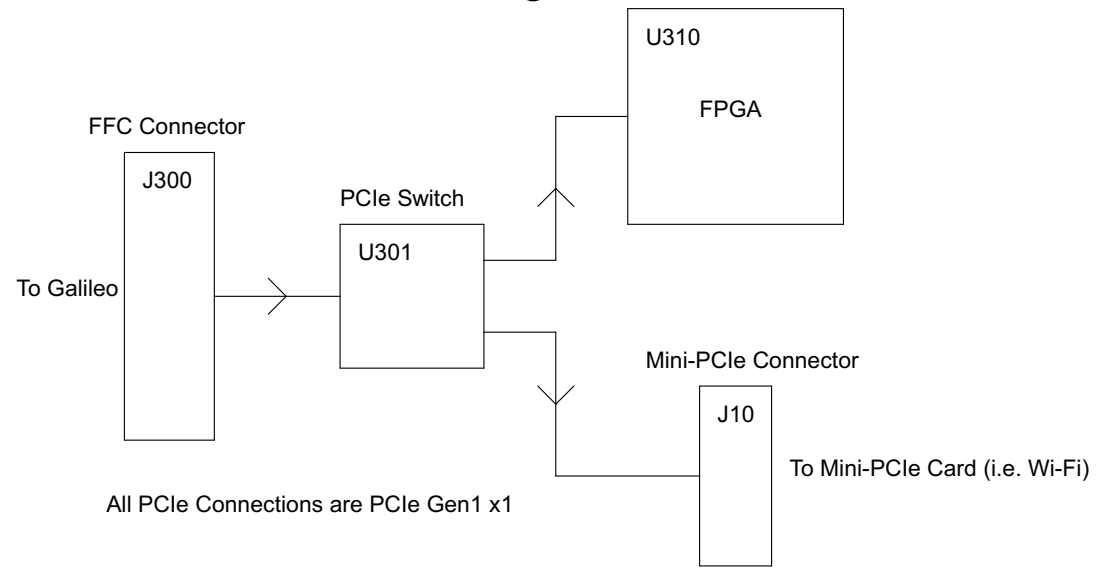 U310
FPGA
FFC Connector
J300
PCIe Switch
U301
To Galileo
Mini-PCIe Connector
J10
To Mini-PCIe Card (i.e. Wi-Fi)
All PCIe Connections are PCIe Gen1 x1